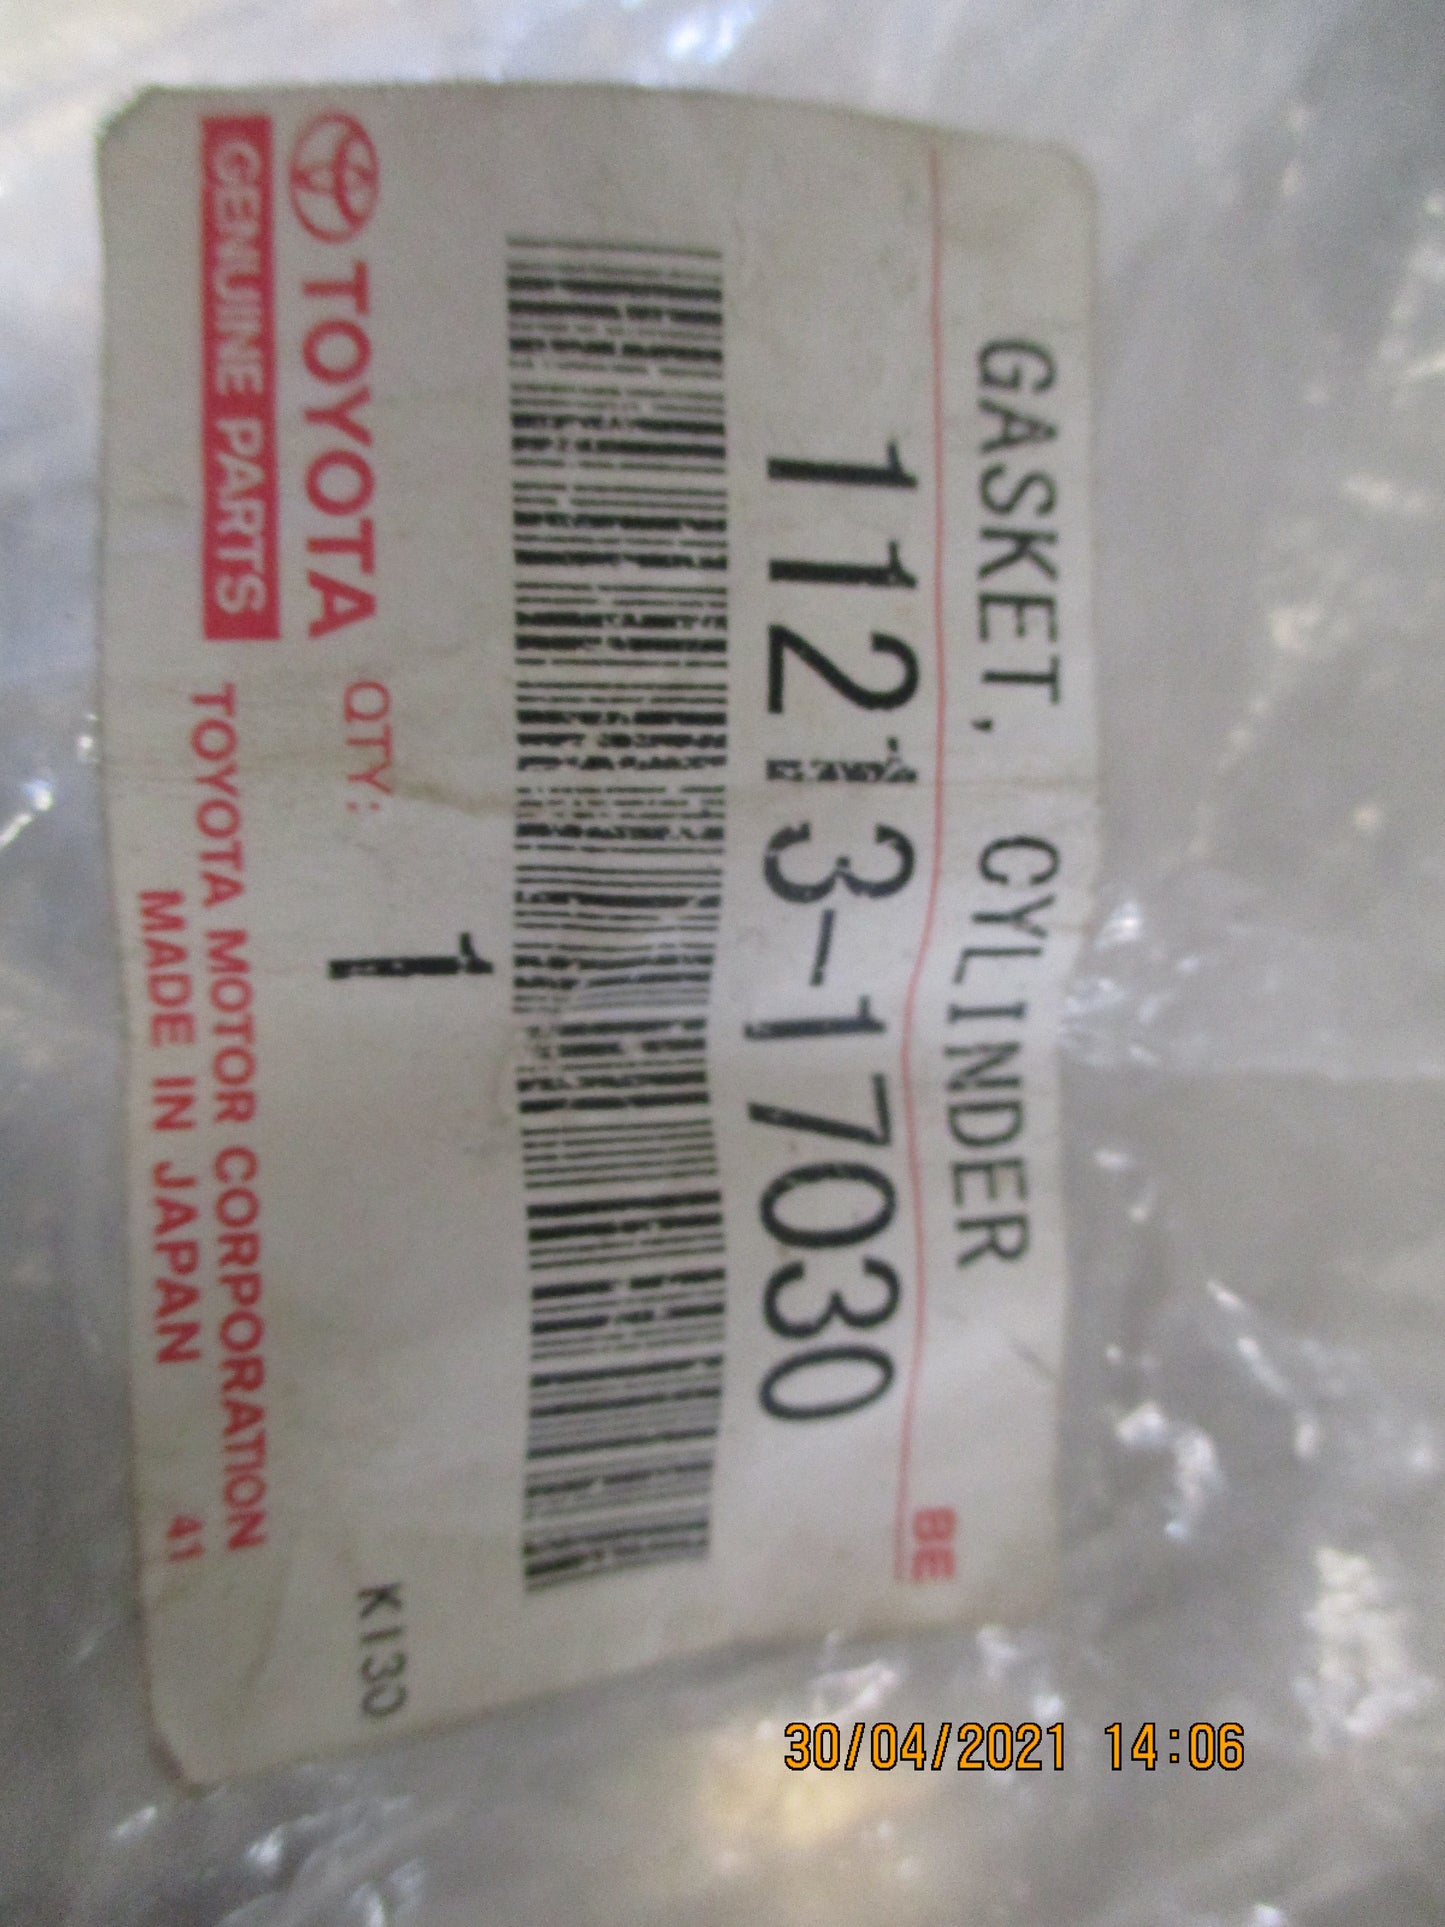 GASKET, CYLINDER
BE
11213-17030
1
K130
TOYOTA QTY:
GENUINE PARTS
TOYOTA MOTOR CORPORATION
MADE IN JAPAN 41
30/04/2021 14:06